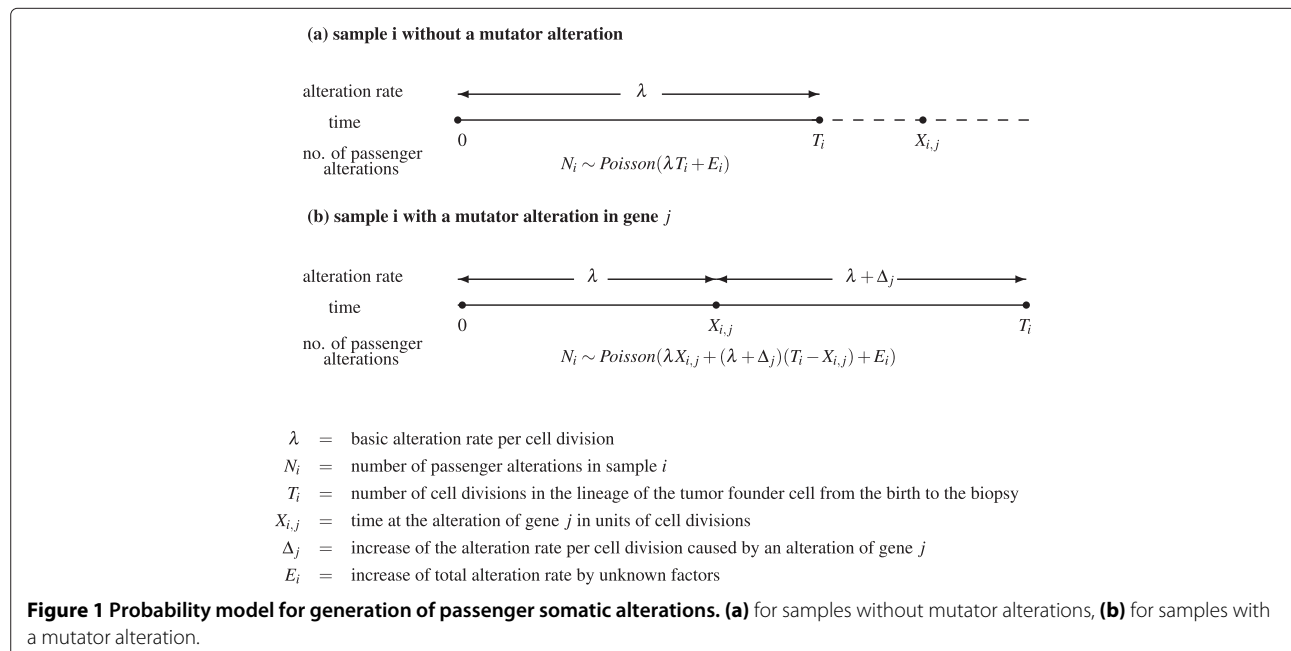 (a) sample i without a mutator alteration
alteration rate
λ
time
0
T_i
X_{i,j}
no. of passenger
alterations
N_i ∼ Poisson(λT_i + E_i)
(b) sample i with a mutator alteration in gene j
alteration rate
λ
λ + Δ_j
time
0
X_{i,j}
T_i
no. of passenger
alterations
N_i ∼ Poisson(λX_{i,j} + (λ + Δ_j)(T_i − X_{i,j}) + E_i)
λ = basic alteration rate per cell division
N_i = number of passenger alterations in sample i
T_i = number of cell divisions in the lineage of the tumor founder cell from the birth to the biopsy
X_{i,j} = time at the alteration of gene j in units of cell divisions
Δ_j = increase of the alteration rate per cell division caused by an alteration of gene j
E_i = increase of total alteration rate by unknown factors
Figure 1 Probability model for generation of passenger somatic alterations. (a) for samples without mutator alterations, (b) for samples with
a mutator alteration.